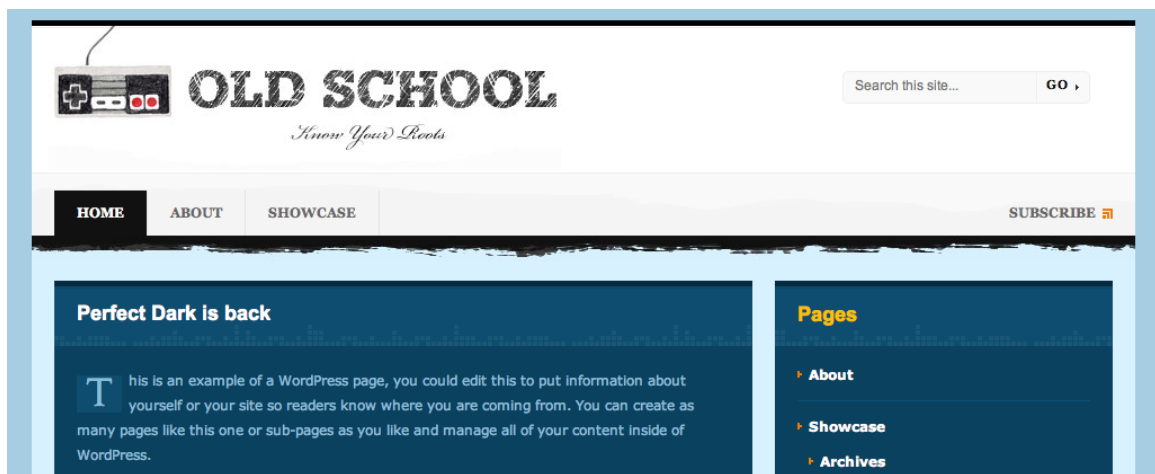 OLD SCHOOL
Know Your Roots
Search this site...
GO
HOME
ABOUT
SHOWCASE
SUBSCRIBE
Perfect Dark is back
This is an example of a WordPress page, you could edit this to put information about
yourself or your site so readers know where you are coming from. You can create as
many pages like this one or sub-pages as you like and manage all of your content inside of
WordPress.
Pages
About
Showcase
Archives